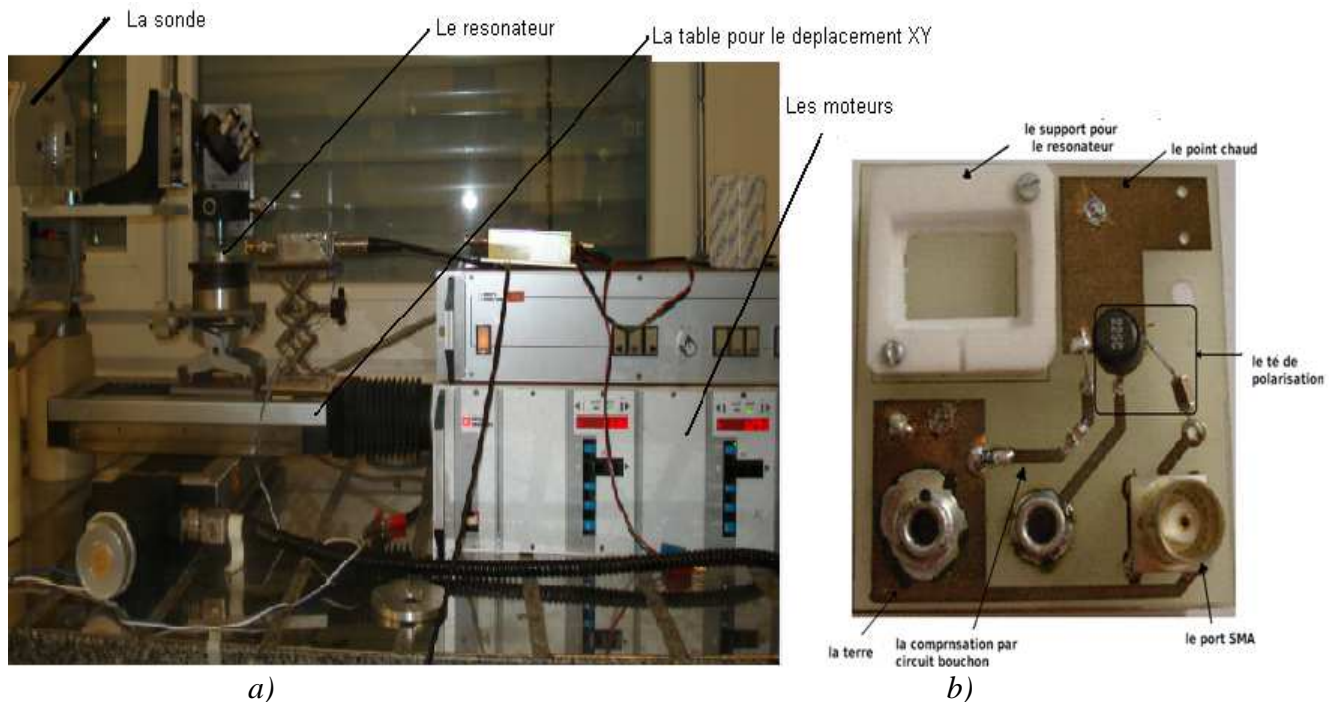 La sonde
Le resonateur
La table pour le deplacement XY
Les moteurs
le support pour
le resonateur
le point chaud
le té de
polarisation
la terre
la comprnsation par
circuit bouchon
le port SMA
a)
b)